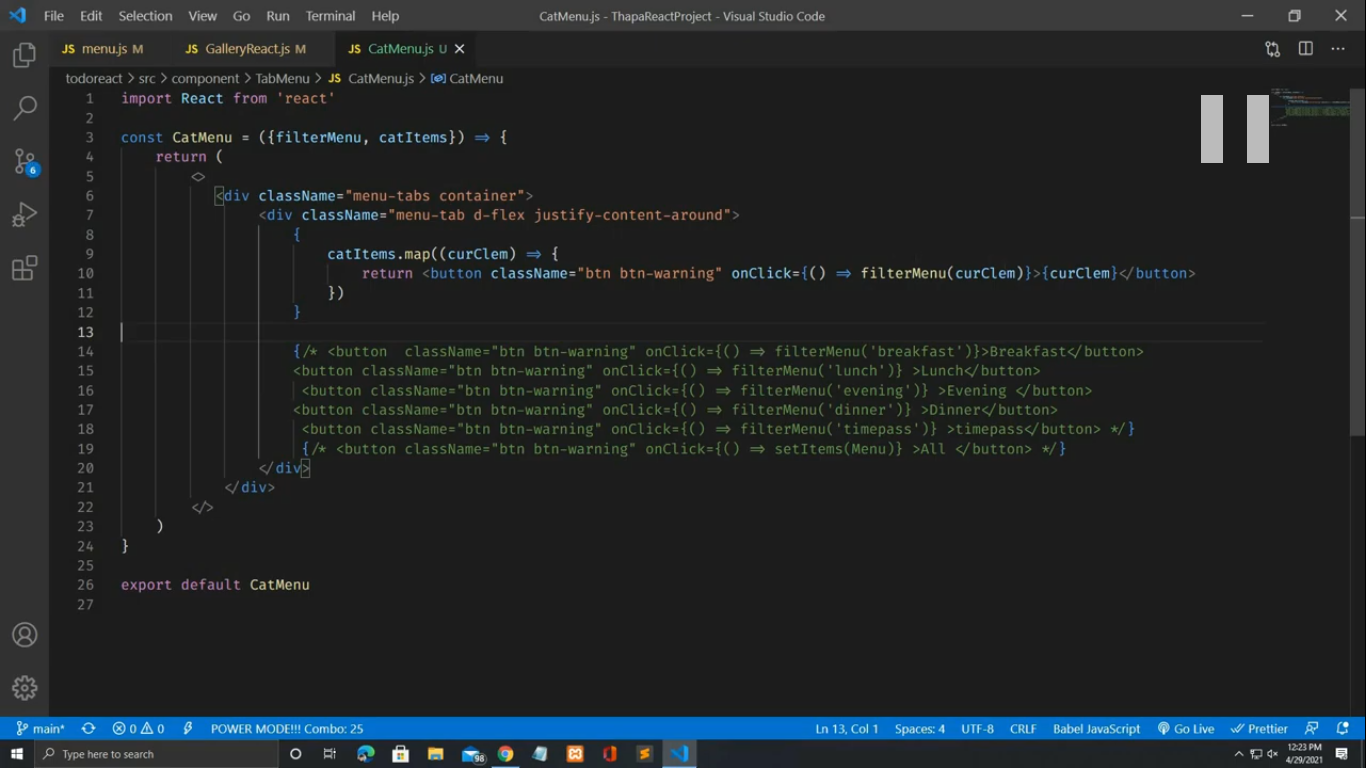 File Edit Selection View Go Run Terminal Help CatMenu.js - ThapaReactProject - Visual Studio Code
JS menu.js M JS GalleryReact.js M JS CatMenu.js U
todoreact > src > component > TabMenu > JS CatMenu.js > CatMenu
1 import React from 'react'
2
3 const CatMenu = ({filterMenu, catItems}) => {
4 return (
5 <>
6 <div className="menu-tabs container">
7 <div className="menu-tab d-flex justify-content-around">
8 {
9 catItems.map((curClem) => {
10 return <button className="btn btn-warning" onClick={() => filterMenu(curClem)}>{curClem}</button>
11 })
12 }
13
14 {/* <button  className="btn btn-warning" onClick={() => filterMenu('breakfast')}>Breakfast</button>
15 <button className="btn btn-warning" onClick={() => filterMenu('lunch')} >Lunch</button>
16 <button className="btn btn-warning" onClick={() => filterMenu('evening')} >Evening </button>
17 <button className="btn btn-warning" onClick={() => filterMenu('dinner')} >Dinner</button>
18 <button className="btn btn-warning" onClick={() => filterMenu('timepass')} >timepass</button> */}
19 {/* <button className="btn btn-warning" onClick={() => setItems(Menu)} >All </button> */}
20 </div>
21 </div>
22 </>
23 )
24 }
25
26 export default CatMenu
27
6
main* 0 0 POWER MODE!!! Combo: 25 Ln 13, Col 1 Spaces: 4 UTF-8 CRLF Babel JavaScript Go Live Prettier
Type here to search 98 12:23 PM
4/29/2021